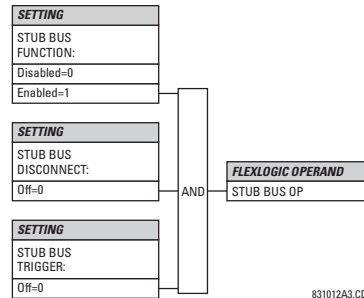 SETTING
STUB BUS
FUNCTION:
Disabled=0
Enabled=1
SETTING
STUB BUS
DISCONNECT:
Off=0
SETTING
STUB BUS
TRIGGER:
Off=0
AND
FLEXLOGIC OPERAND
STUB BUS OP
831012A3.CD